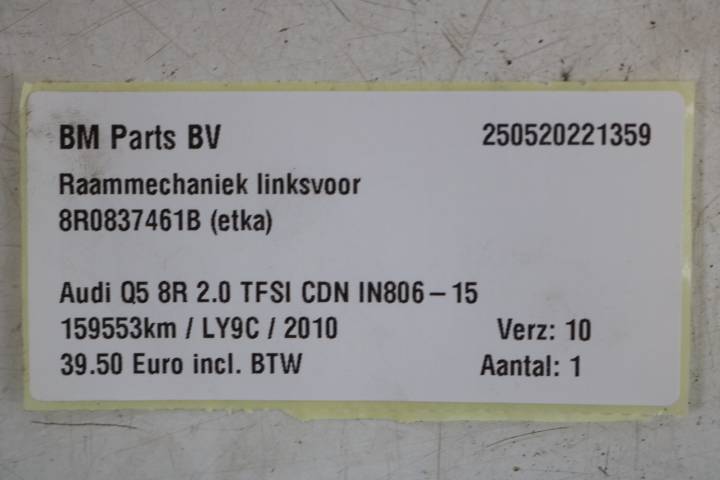 BM Parts BV 250520221359
Raammechaniek linksvoor
8R0837461B (etka)
Audi Q5 8R 2.0 TFSI CDN IN806 – 15
159553km / LY9C / 2010 Verz: 10
39.50 Euro incl. BTW Aantal: 1